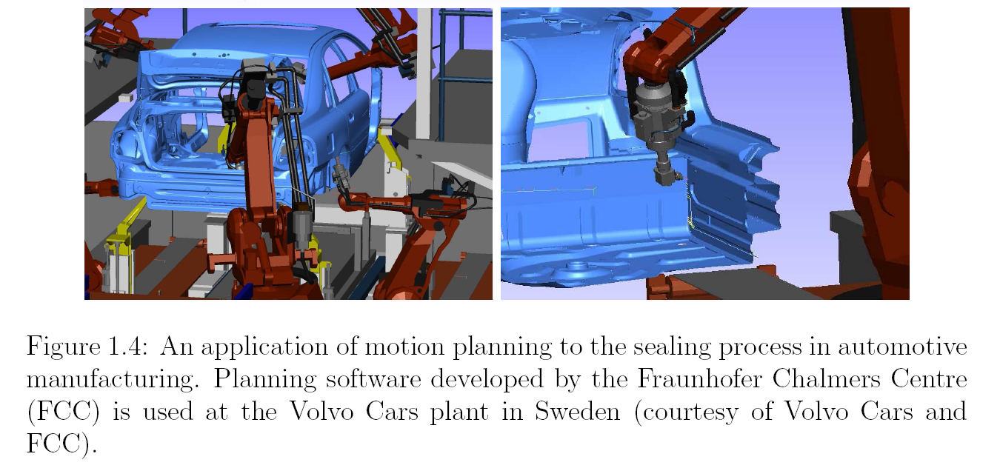 Figure 1.4: An application of motion planning to the sealing process in automotive
manufacturing. Planning software developed by the Fraunhofer Chalmers Centre
(FCC) is used at the Volvo Cars plant in Sweden (courtesy of Volvo Cars and
FCC).